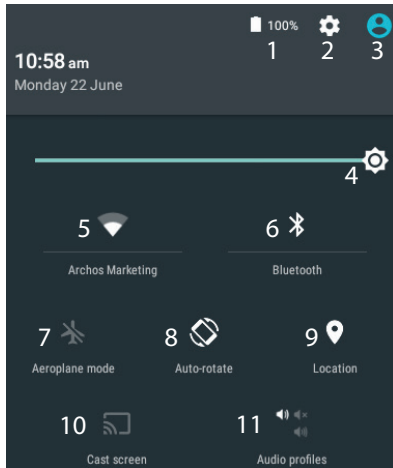 100%
1 2 3
10:58 am
Monday 22 June
4
5 6
Archos Marketing Bluetooth
7 8 9
Aeroplane mode Auto-rotate Location
10 11
Cast screen Audio profiles